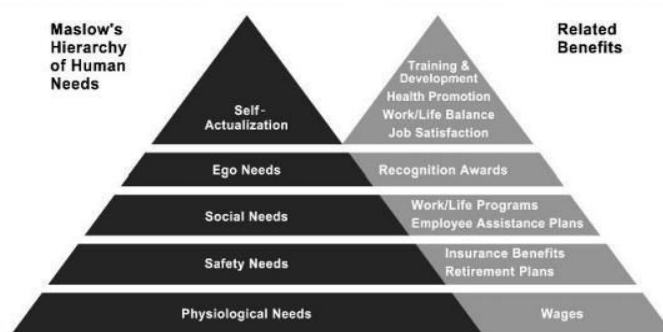 Maslow's
Hierarchy
of Human
Needs
Related
Benefits
Self-
Actualization
Training &
Development
Health Promotion
Work/Life Balance
Job Satisfaction
Ego Needs
Recognition Awards
Social Needs
Work/Life Programs
Employee Assistance Plans
Safety Needs
Insurance Benefits
Retirement Plans
Physiological Needs
Wages